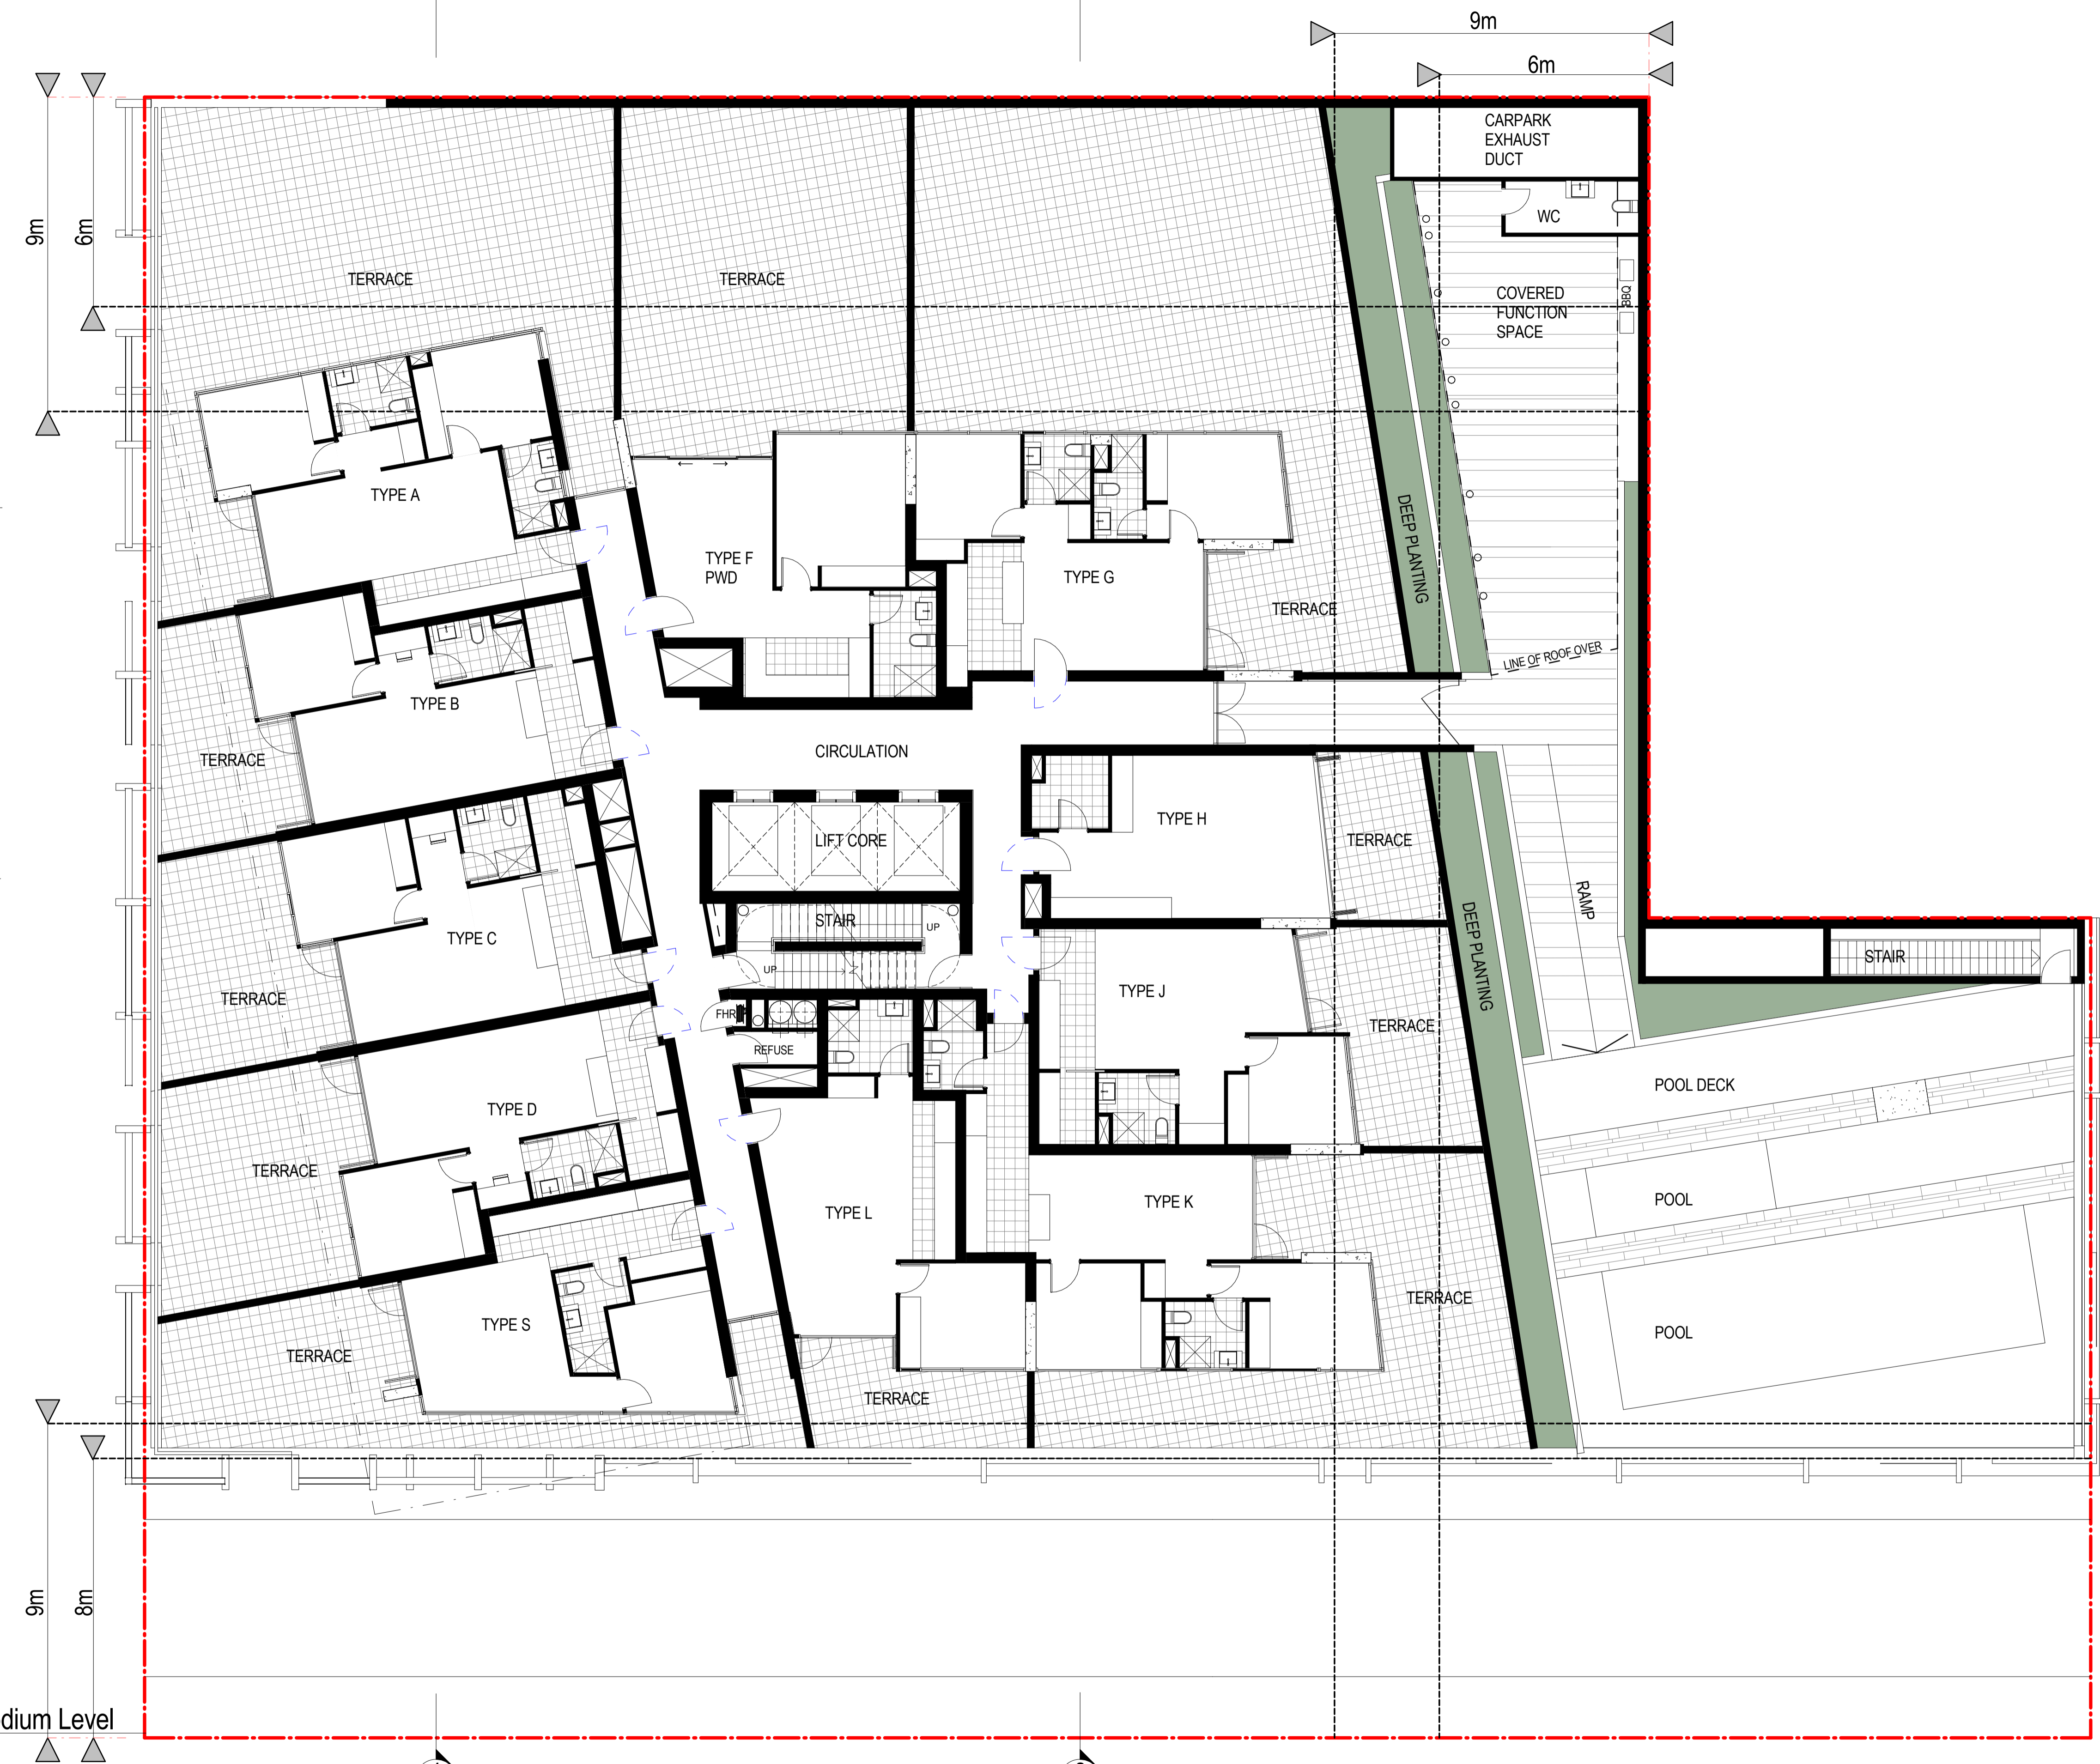 9m
6m
9m
6m
CARPARK
EXHAUST
DUCT
WC
TERRACE
TERRACE
COVERED
FUNCTION
SPACE
BBQ
TYPE A
DEEP PLANTING
TYPE F
PWD
TYPE G
TERRACE
LINE OF ROOF OVER
TYPE B
TERRACE
CIRCULATION
TYPE H
LIFT CORE
TERRACE
RAMP
STAIR
UP
TYPE C
DEEP PLANTING
STAIR
UP
TYPE J
TERRACE
FHR
TERRACE
REFUSE
POOL DECK
TYPE D
TERRACE
TYPE K
POOL
TYPE L
TERRACE
TYPE S
POOL
TERRACE
TERRACE
9m
8m
dium Level